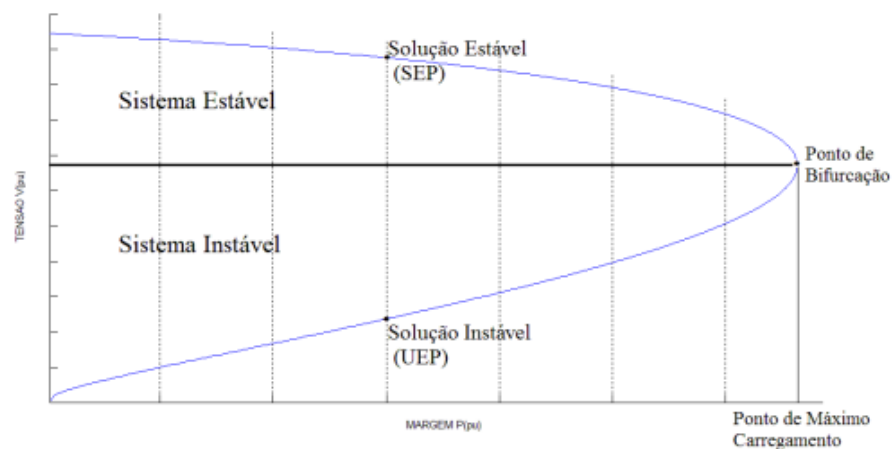 Solução Estável
(SEP)
Sistema Estável
Ponto de
Bifurcação
TENSAO V(pu)
Sistema Instável
Solução Instável
(UEP)
MARGEM P(pu)
Ponto de Máximo
Carregamento